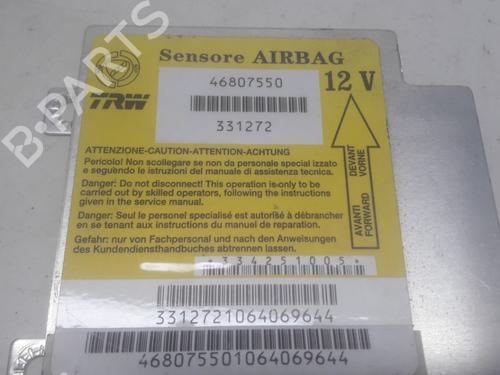 Sensore AIRBAG
46807550
12 V
TRW
331272
ATTENZIONE-CAUTION-ATTENTION-ACHTUNG
Pericolo! Non scollegare se non da personale special izzato
e seguendo le istruzioni del manuale di assistenza tecnica.
Danger: Do not disconnect! This operation is only to be
carried out by skilled operators, following the instructions
given in the service manual.
Danger: Seul le personel specialisé est autorisé à débrancher
en se tenant aux instructions du manuel de reparation.
Gefahr: nur von Fachpersonal und nach den Anweisungen
des Kundendiensthandbuches abtrennen lassen.
DEVANT
VORNE
AVANTI
FORWARD
*334251005*
3312721064069644
468075501064069644
B-PARTS